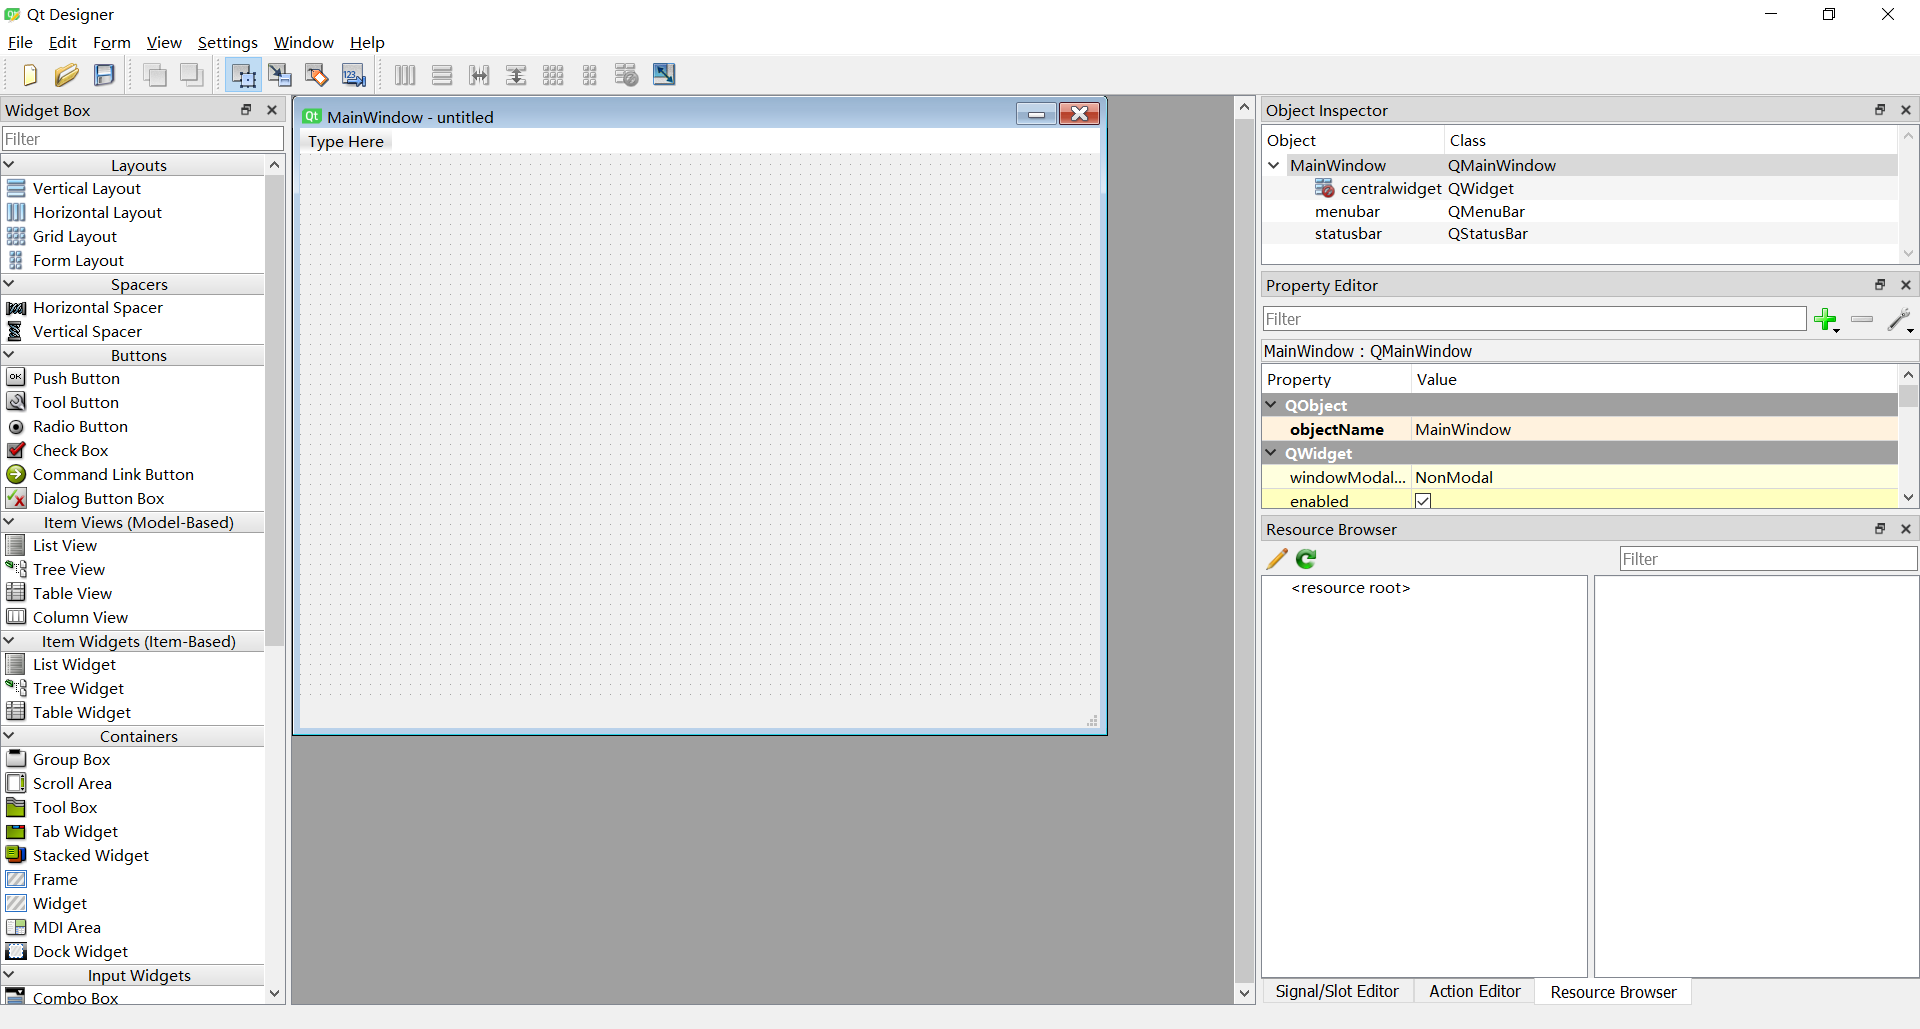 Qt Designer
File Edit Form View Settings Window Help
Widget Box
Filter
Layouts
Vertical Layout
Horizontal Layout
Grid Layout
Form Layout
Spacers
Horizontal Spacer
Vertical Spacer
Buttons
Push Button
Tool Button
Radio Button
Check Box
Command Link Button
Dialog Button Box
Item Views (Model-Based)
List View
Tree View
Table View
Column View
Item Widgets (Item-Based)
List Widget
Tree Widget
Table Widget
Containers
Group Box
Scroll Area
Tool Box
Tab Widget
Stacked Widget
Frame
Widget
MDI Area
Dock Widget
Input Widgets
Combo Box
Qt MainWindow - untitled
Type Here
Object Inspector
Object Class
MainWindow QMainWindow
centralwidget QWidget
menubar QMenuBar
statusbar QStatusBar
Property Editor
Filter
MainWindow : QMainWindow
Property Value
QObject
objectName MainWindow
QWidget
windowModal... NonModal
enabled
Resource Browser
Filter
<resource root>
Signal/Slot Editor Action Editor Resource Browser